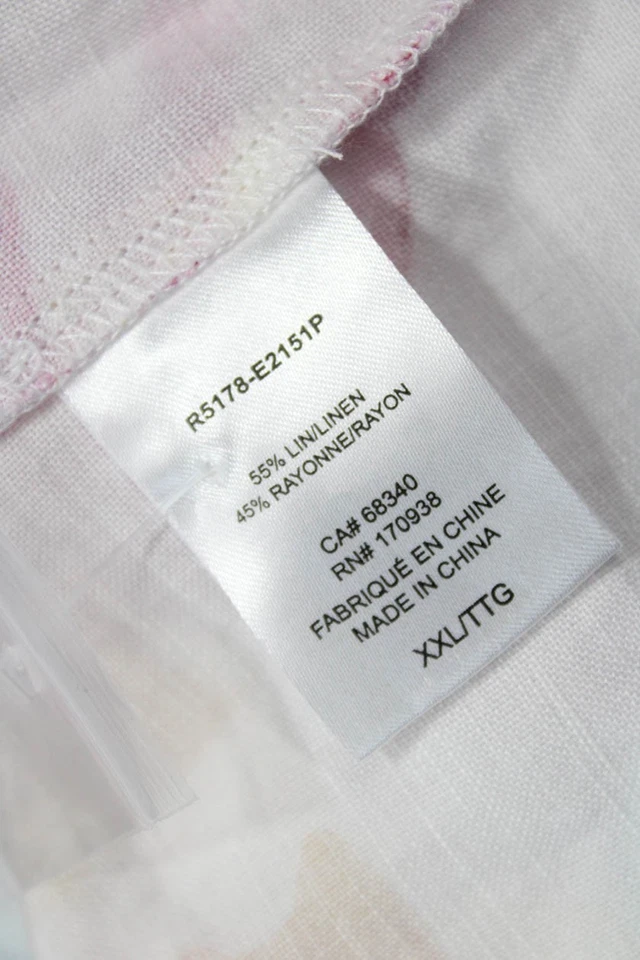 R5178-E2151P
55% LIN/LINEN
45% RAYONNE/RAYON
CA# 68340
RN# 170938
FABRIQUÉ EN CHINE
MADE IN CHINA
XXL/TTG